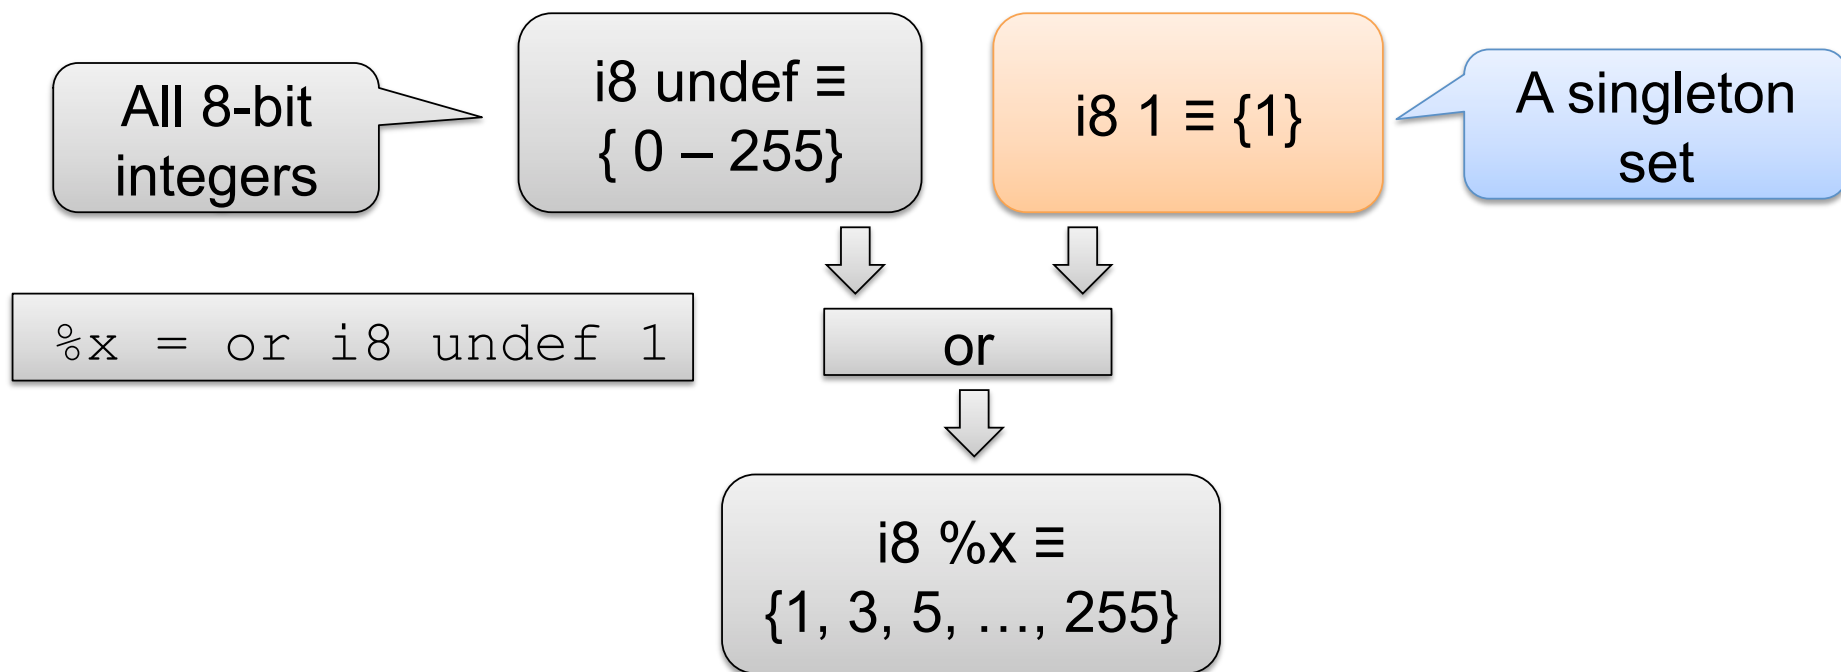 All 8-bit
integers
i8 undef ≡
{ 0 – 255}
i8 1 ≡ {1}
A singleton
set
%x = or i8 undef 1
or
i8 %x ≡
{1, 3, 5, …, 255}